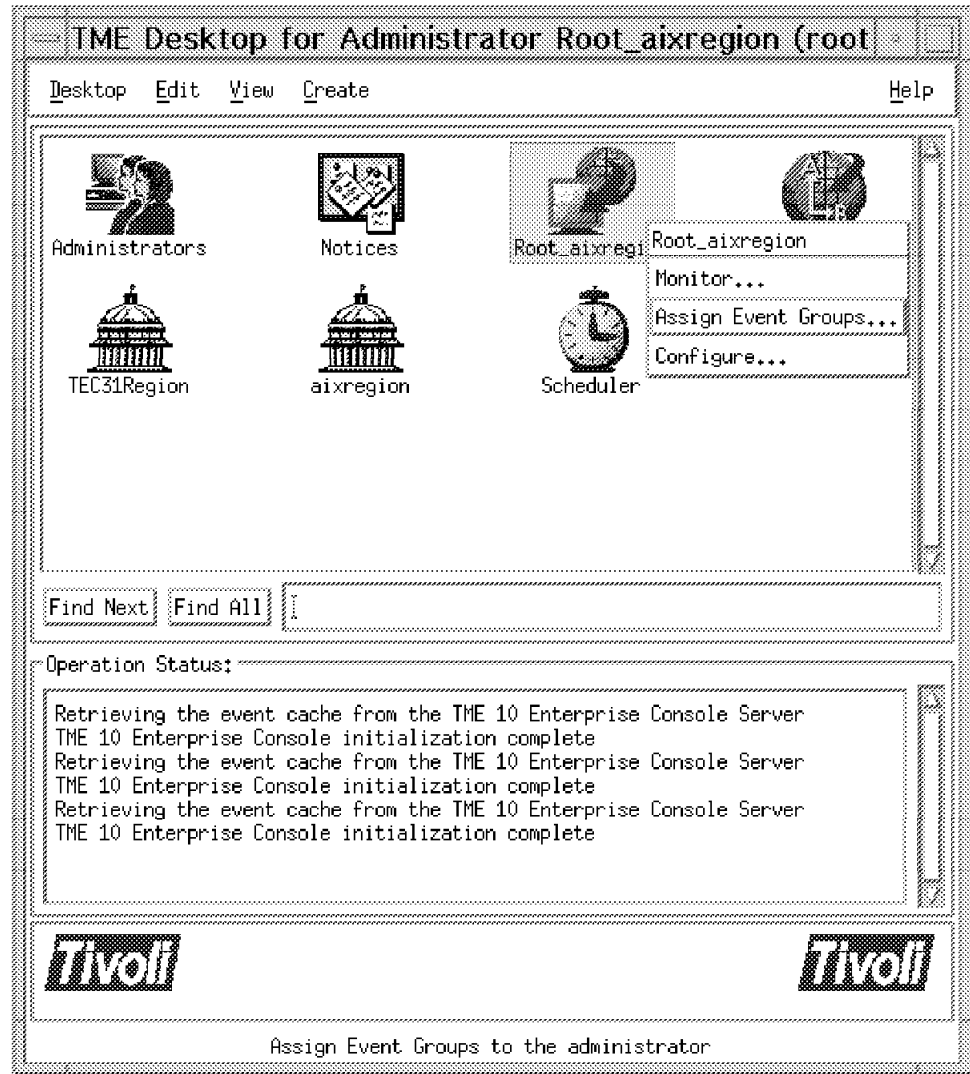 TME Desktop for Administrator Root_aixregion (root
Desktop Edit View Create Help
Administrators
Notices
Root_aixregi
Root_aixregion
Monitor...
Assign Event Groups...
Configure...
TEC31Region
aixregion
Scheduler
Find Next Find All
Operation Status:
Retrieving the event cache from the TME 10 Enterprise Console Server
TME 10 Enterprise Console initialization complete
Retrieving the event cache from the TME 10 Enterprise Console Server
TME 10 Enterprise Console initialization complete
Retrieving the event cache from the TME 10 Enterprise Console Server
TME 10 Enterprise Console initialization complete
Tivoli Tivoli
Assign Event Groups to the administrator